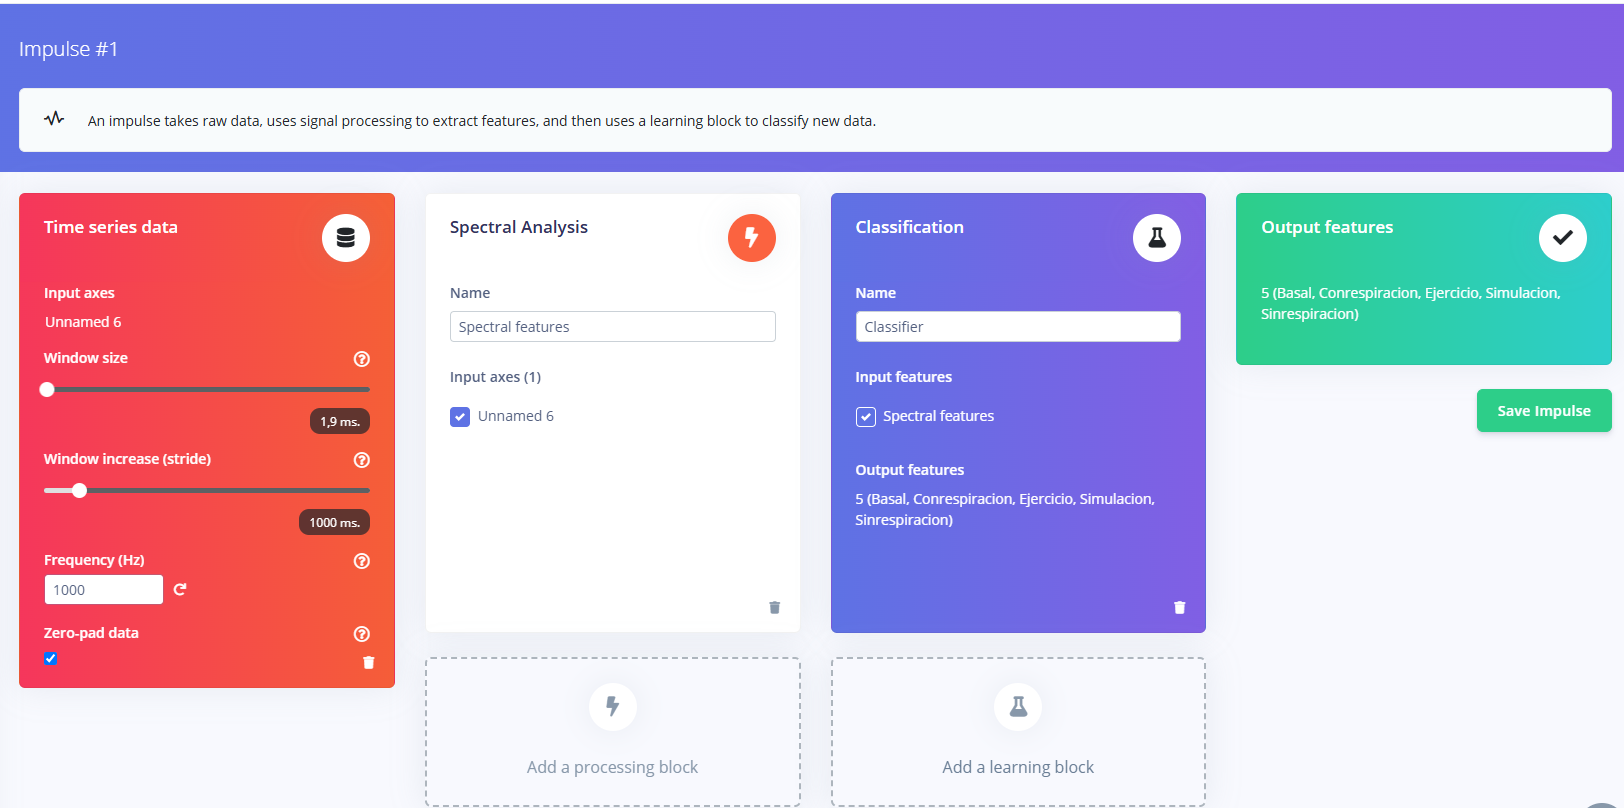 Impulse #1
An impulse takes raw data, uses signal processing to extract features, and then uses a learning block to classify new data.
Time series data
Input axes
Unnamed 6
Window size
1,9 ms.
Window increase (stride)
1000 ms.
Frequency (Hz)
1000
Zero-pad data
Spectral Analysis
Name
Spectral features
Input axes (1)
Unnamed 6
Add a processing block
Classification
Name
Classifier
Input features
Spectral features
Output features
5 (Basal, Conrespiracion, Ejercicio, Simulacion,
Sinrespiracion)
Add a learning block
Output features
5 (Basal, Conrespiracion, Ejercicio, Simulacion,
Sinrespiracion)
Save Impulse